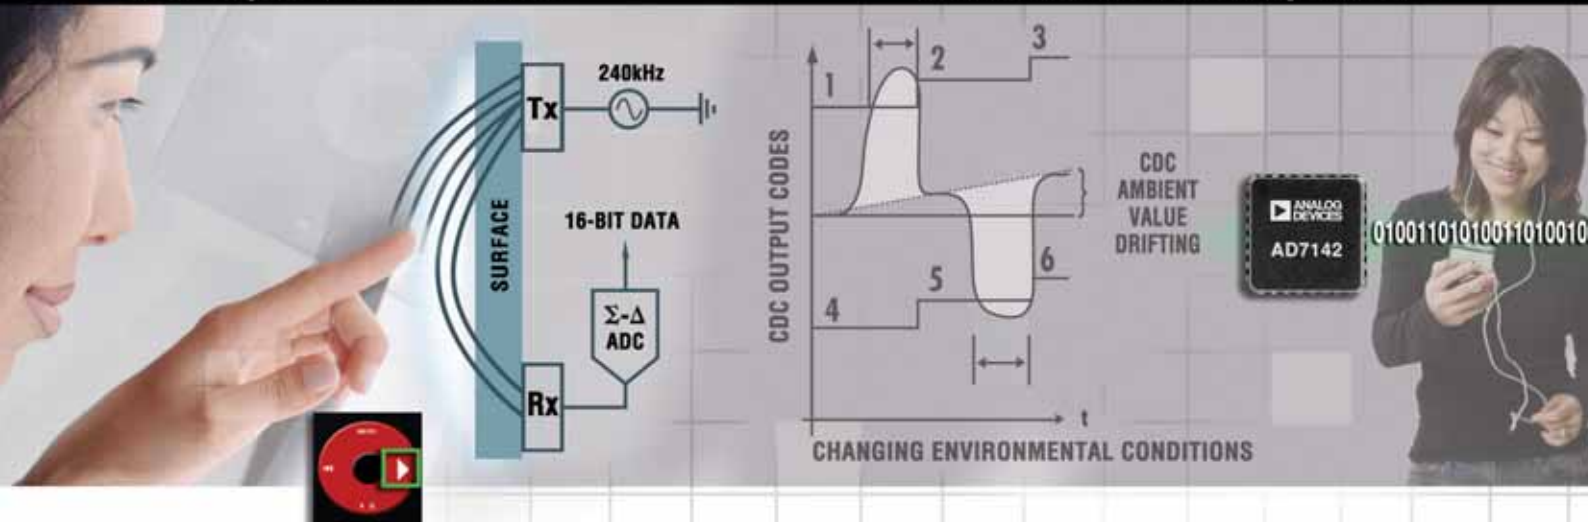 240kHz
Tx
SURFACE
16-BIT DATA
Σ-Δ
ADC
Rx
CDC OUTPUT CODES
1
2
3
4
5
6
CDC
AMBIENT
VALUE
DRIFTING
t
CHANGING ENVIRONMENTAL CONDITIONS
ANALOG
DEVICES
AD7142